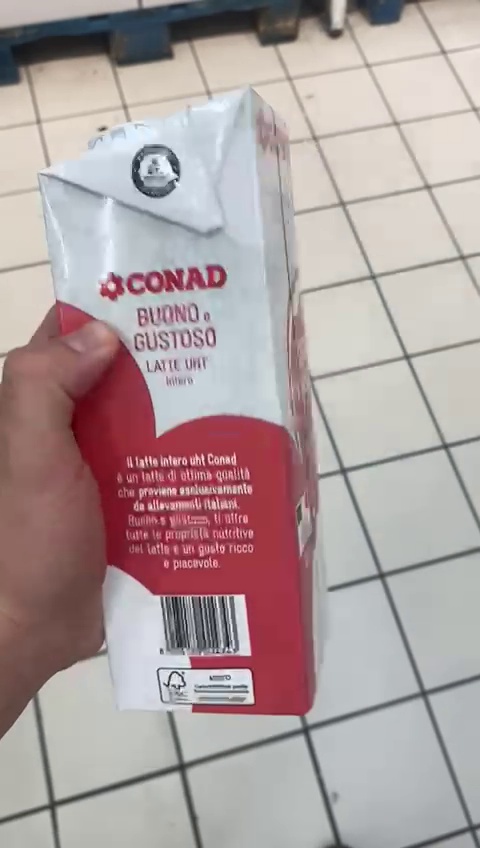 CONAD
BUONO e
GUSTOSO
LATTE UHT
Intero
Il latte intero uht Conad
è un latte di ottima qualità
che proviene esclusivamente
da allevamenti italiani.
Buono e gustoso, ti offre
tutte le proprietà nutritive
del latte e un gusto ricco
e piacevole.
FSC